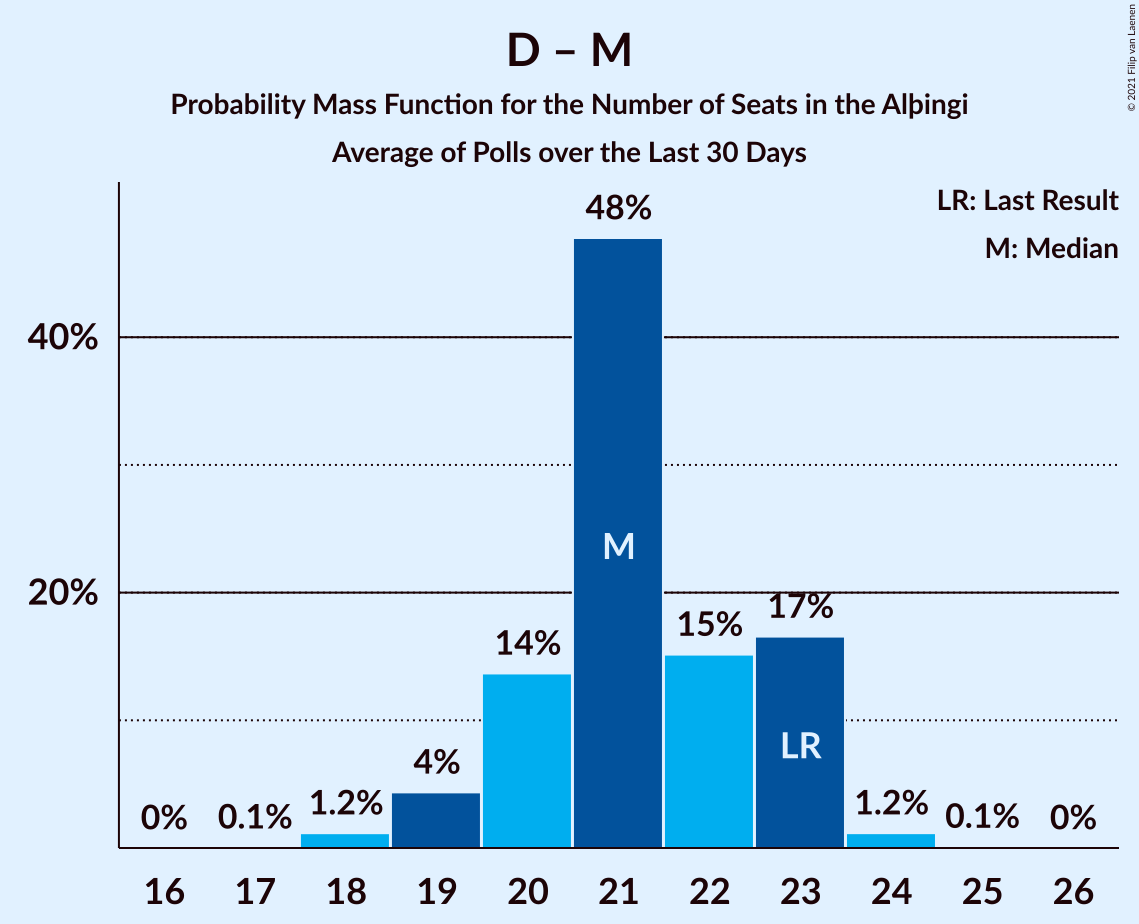 D – M
Probability Mass Function for the Number of Seats in the Alþingi
Average of Polls over the Last 30 Days
© 2021 Filip van Laenen
LR: Last Result
M: Median
48%
40%
M
20%
17%
15%
14%
LR
4%
1.2%
1.2%
0%
0.1%
0.1%
0%
16 17 18 19 20 21 22 23 24 25 26